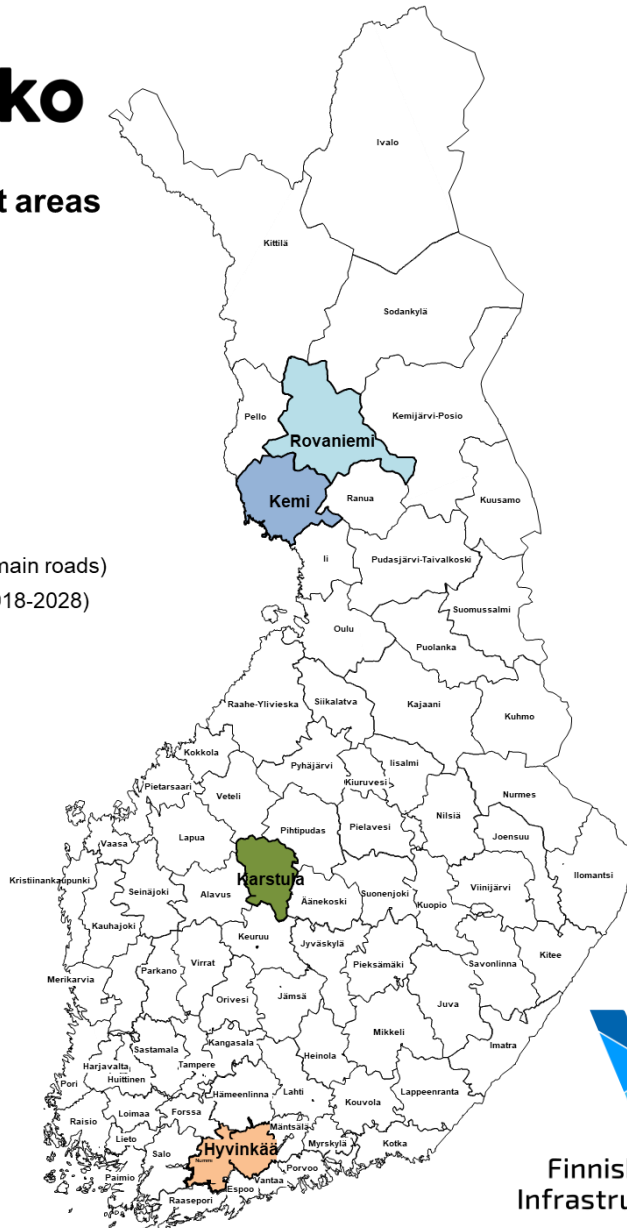 ko
t areas
Ivalo
Kittilä
Sodankylä
Pello
Kemijärvi-Posio
Rovaniemi
Kemi
Ranua
Kuusamo
main roads)
Ii
Pudasjärvi-Taivalkoski
018-2028)
Suomussalmi
Oulu
Puolanka
Raahe-Ylivieska
Siikalatva
Kajaani
Kuhmo
Kokkola
Pyhäjärvi
Iisalmi
Kiuruvesi
Pietarsaari
Veteli
Nurmes
Nilsiä
Vaasa
Lapua
Pihtipudas
Pielavesi
Joensuu
Kristiinankaupunki
Seinäjoki
Alavus
Karstula
Äänekoski
Suonenjoki
Kuopio
Viinijärvi
Ilomantsi
Kauhajoki
Keuruu
Jyväskylä
Merikarvia
Parkano
Virrat
Pieksämäki
Savonlinna
Kitee
Orivesi
Jämsä
Juva
Sastamala
Kangasala
Mikkeli
Imatra
Harjavalta
Tampere
Heinola
Pori
Huittinen
Hämeenlinna
Lahti
Kouvola
Lappeenranta
Raisio
Loimaa
Forssa
Mäntsälä
Lieto
Salo
Hyvinkää
Myrskylä
Kotka
Nummi
Porvoo
Paimio
Vantaa
Espoo
Raasepori
Finnis
Infrastru